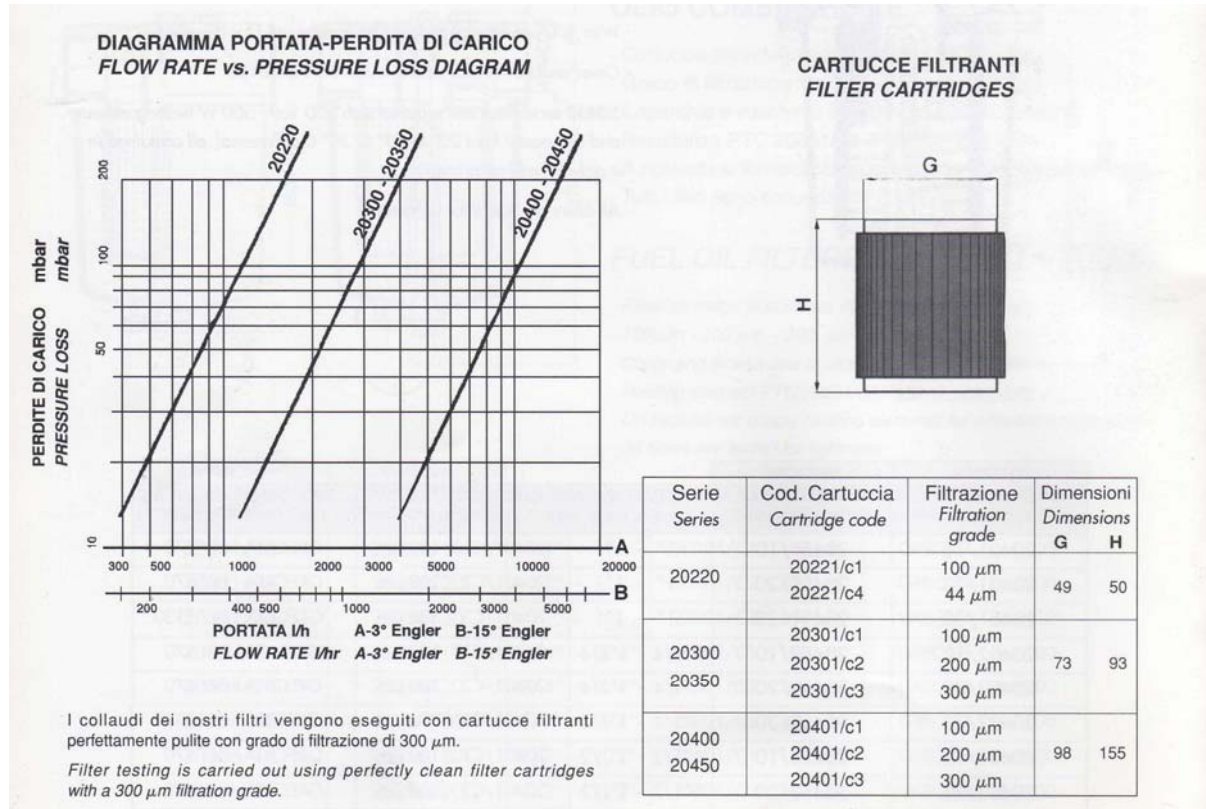 DIAGRAMMA PORTATA-PERDITA DI CARICO
FLOW RATE vs. PRESSURE LOSS DIAGRAM
20220
20300 - 20350
20400 - 20450
PERDITE DI CARICO mbar
PRESSURE LOSS mbar
200
100
50
10
300 500 1000 2000 3000 5000 10000 20000
A
200 400 500 1000 2000 3000 5000
B
PORTATA l/h A-3° Engler B-15° Engler
FLOW RATE l/hr A-3° Engler B-15° Engler
I collaudi dei nostri filtri vengono eseguiti con cartucce filtranti
perfettamente pulite con grado di filtrazione di 300 μm.
Filter testing is carried out using perfectly clean filter cartridges
with a 300 μm filtration grade.
CARTUCCE FILTRANTI
FILTER CARTRIDGES
G
H
Serie Cod. Cartuccia Filtrazione Dimensioni
Series Cartridge code Filtration grade Dimensions
G H
20220 20221/c1 100 μm 49 50
20221/c4 44 μm
20300 20301/c1 100 μm 73 93
20350 20301/c2 200 μm
20301/c3 300 μm
20400 20401/c1 100 μm 98 155
20450 20401/c2 200 μm
20401/c3 300 μm